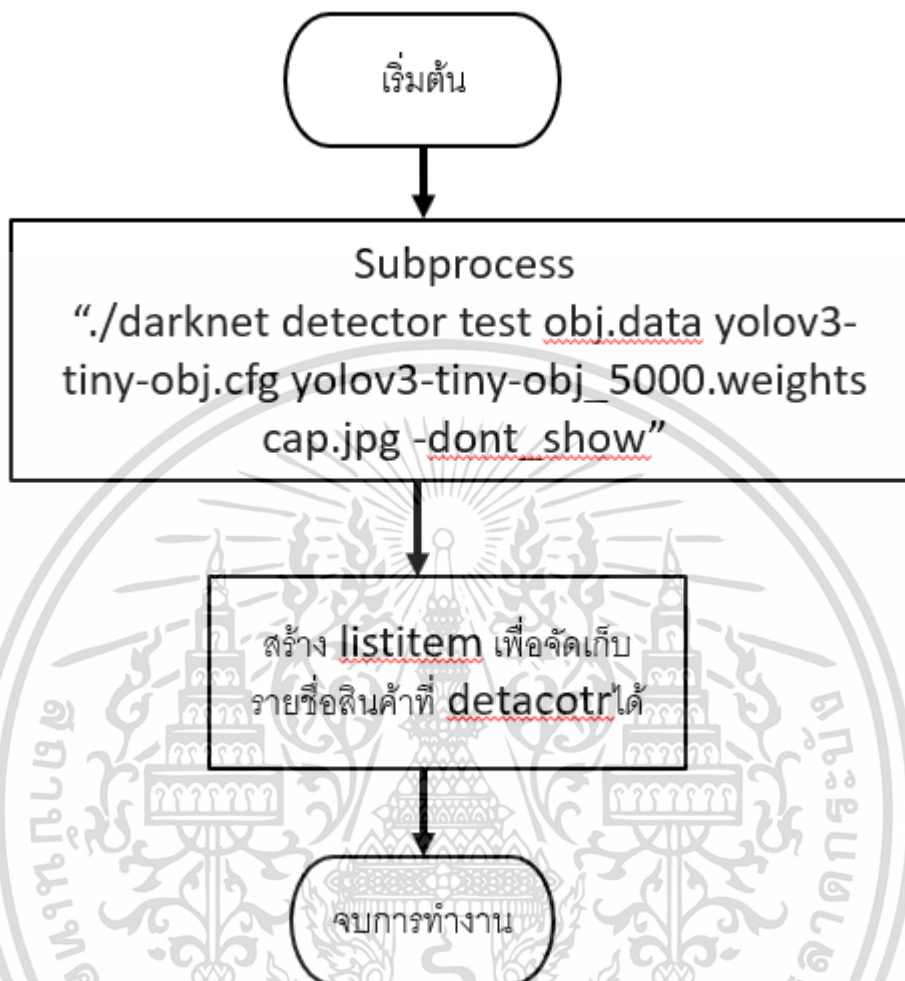 เริ่มต้น
Subprocess
“./darknet detector test obj.data yolov3-
tiny-obj.cfg yolov3-tiny-obj_5000.weights
cap.jpg -dont_show”
สร้าง listitem เพื่อจัดเก็บ
รายชื่อสินค้าที่ detacotrได้
จบการทำงาน